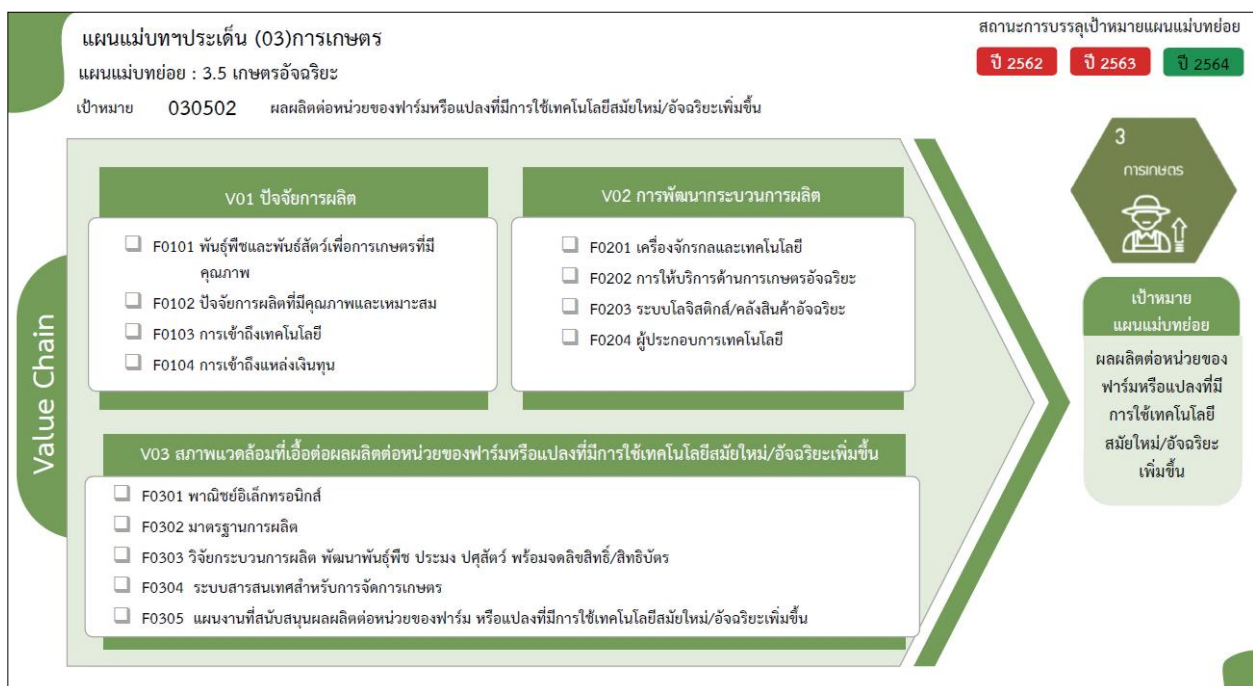 แผนแม่บทฯประเด็น (03)การเกษตร
แผนแม่บทย่อย : 3.5 เกษตรอัจฉริยะ
เป้าหมาย 030502 ผลผลิตต่อหน่วยของฟาร์มหรือแปลงที่มีการใช้เทคโนโลยีสมัยใหม่/อัจฉริยะเพิ่มขึ้น
สถานะการบรรลุเป้าหมายแผนแม่บทย่อย
ปี 2562 ปี 2563 ปี 2564
Value Chain
V01 ปัจจัยการผลิต
F0101 พันธุ์พืชและพันธ์สัตว์เพื่อการเกษตรที่มี
คุณภาพ
F0102 ปัจจัยการผลิตที่มีคุณภาพและเหมาะสม
F0103 การเข้าถึงเทคโนโลยี
F0104 การเข้าถึงแหล่งเงินทุน
V02 การพัฒนากระบวนการผลิต
F0201 เครื่องจักรกลและเทคโนโลยี
F0202 การให้บริการด้านการเกษตรอัจฉริยะ
F0203 ระบบโลจิสติกส์/คลังสินค้าอัจฉริยะ
F0204 ผู้ประกอบการเทคโนโลยี
V03 สภาพแวดล้อมที่เอื้อต่อผลผลิตต่อหน่วยของฟาร์มหรือแปลงที่มีการใช้เทคโนโลยีสมัยใหม่/อัจฉริยะเพิ่มขึ้น
F0301 พาณิชย์อิเล็กทรอนิกส์
F0302 มาตรฐานการผลิต
F0303 วิจัยกระบวนการผลิต พัฒนาพันธุ์พืช ประมง ปศุสัตว์ พร้อมจดลิขสิทธิ์/สิทธิบัตร
F0304 ระบบสารสนเทศสำหรับการจัดการเกษตร
F0305 แผนงานที่สนับสนุนผลผลิตต่อหน่วยของฟาร์ม หรือแปลงที่มีการใช้เทคโนโลยีสมัยใหม่/อัจฉริยะเพิ่มขึ้น
3
การเกษตร
เป้าหมาย
แผนแม่บทย่อย
ผลผลิตต่อหน่วยของ
ฟาร์มหรือแปลงที่มี
การใช้เทคโนโลยี
สมัยใหม่/อัจฉริยะ
เพิ่มขึ้น